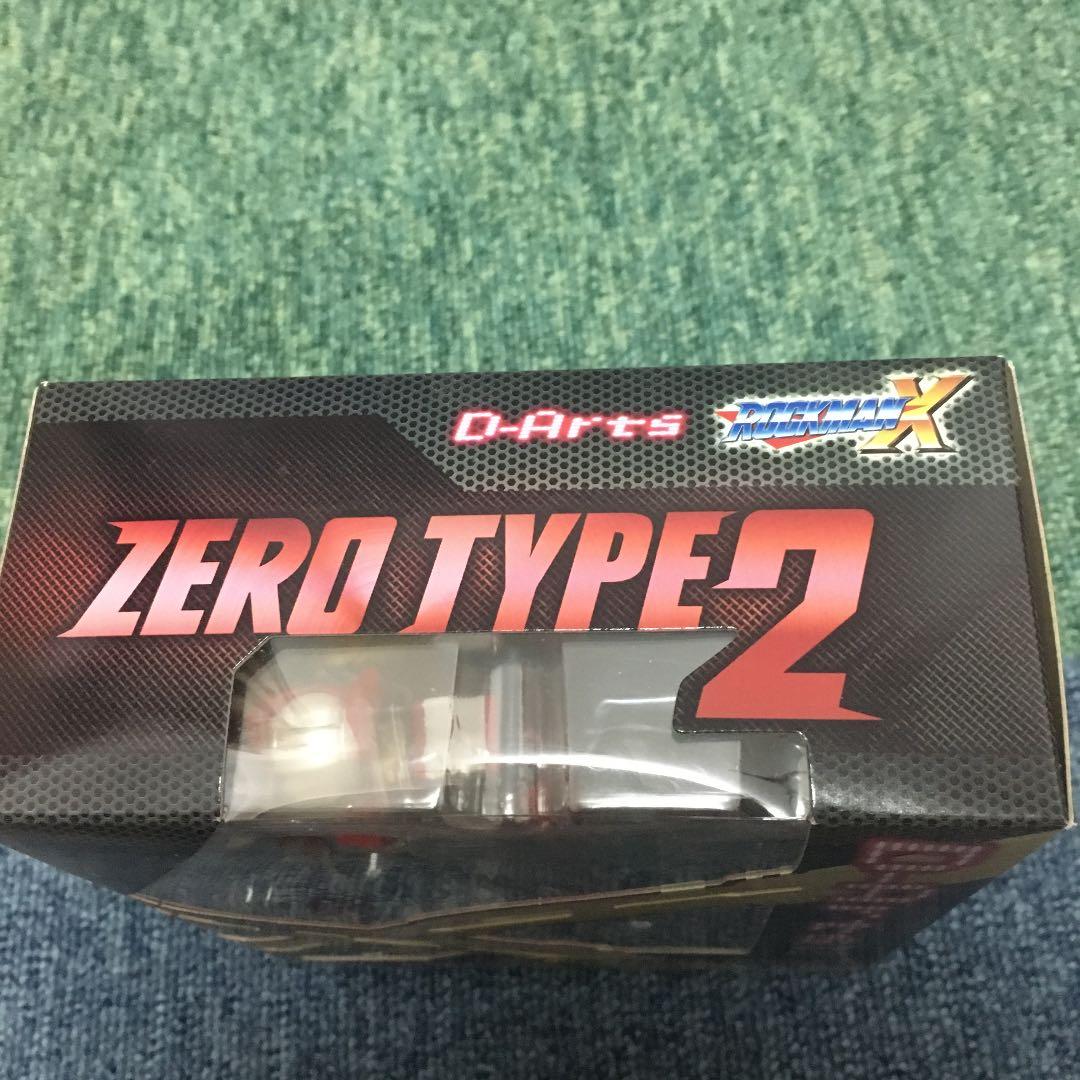 D-Arts
ROCKMAN X
ZERO TYPE 2